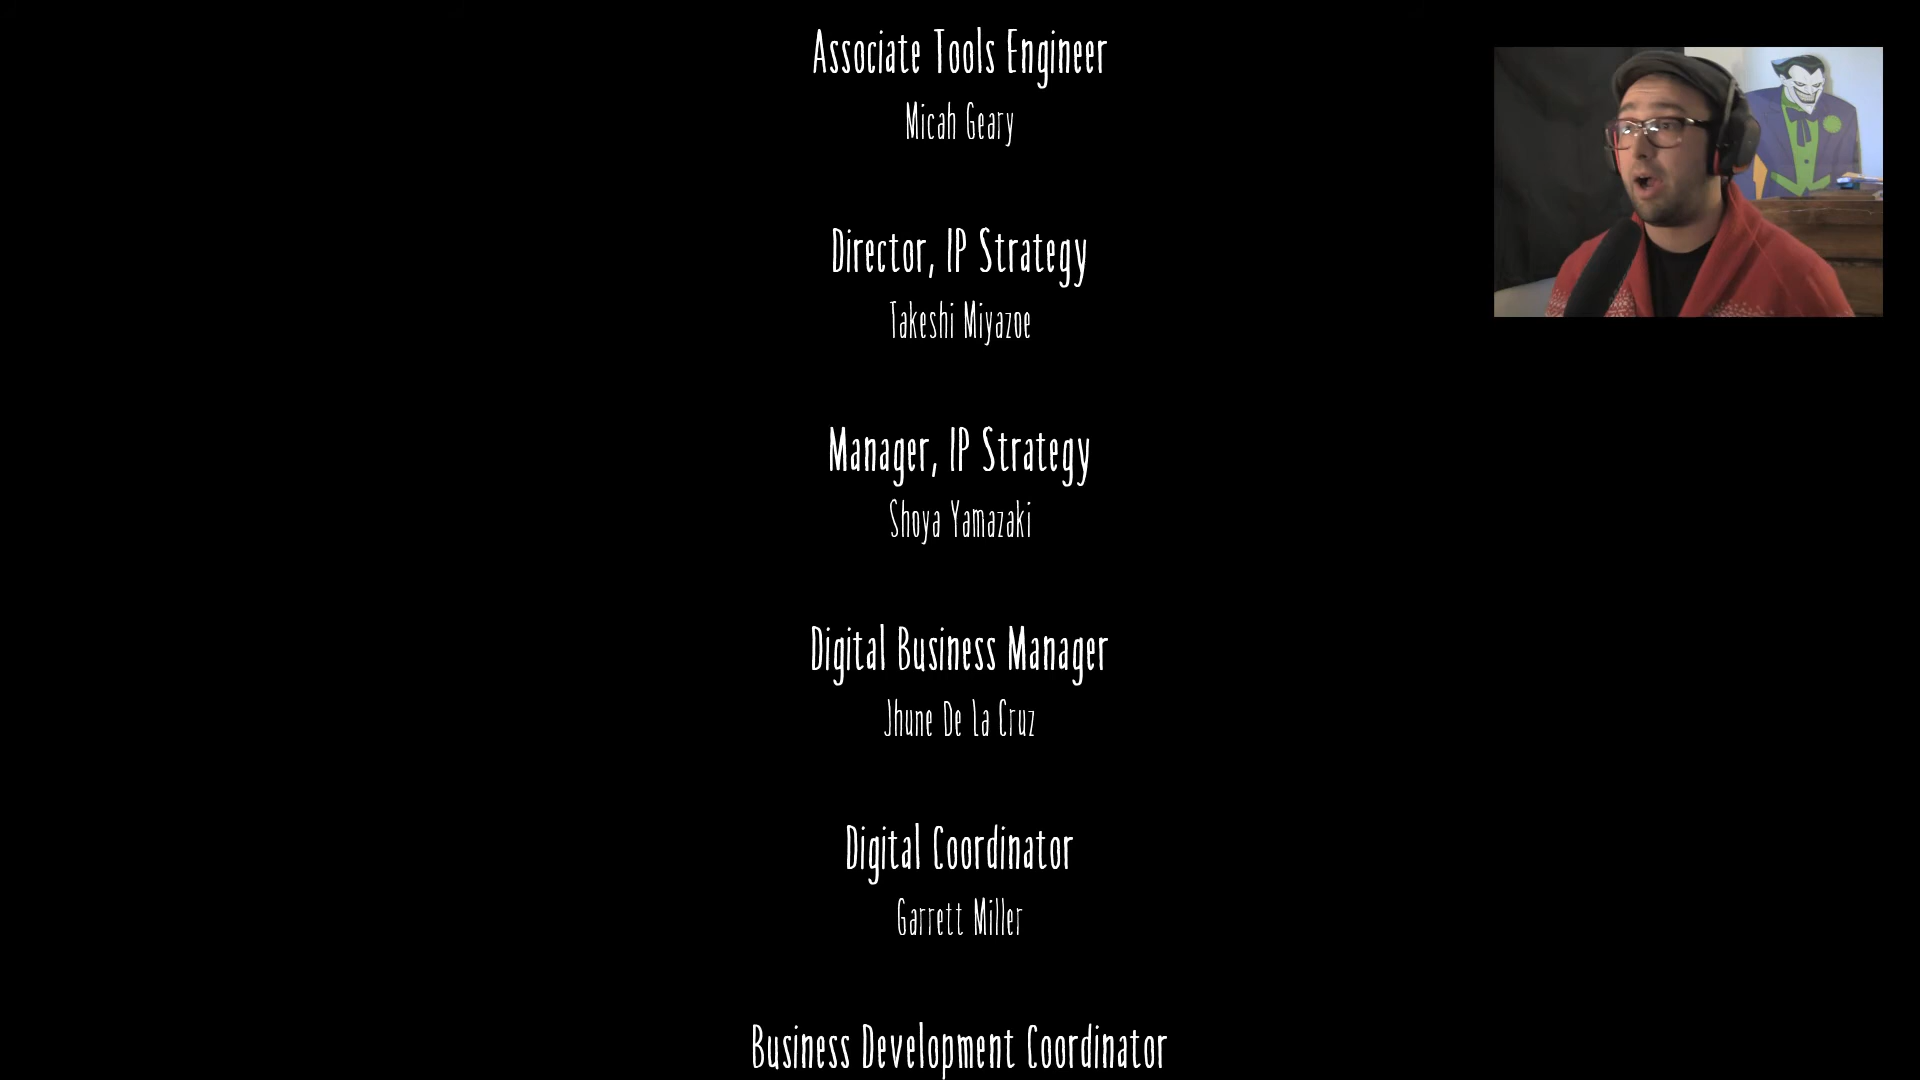 Associate Tools Engineer
Micah Geary
Director, IP Strategy
Takeshi Miyazoe
Manager, IP Strategy
Shoya Yamazaki
Digital Business Manager
Jhune De La Cruz
Digital Coordinator
Garrett Miller
Business Development Coordinator